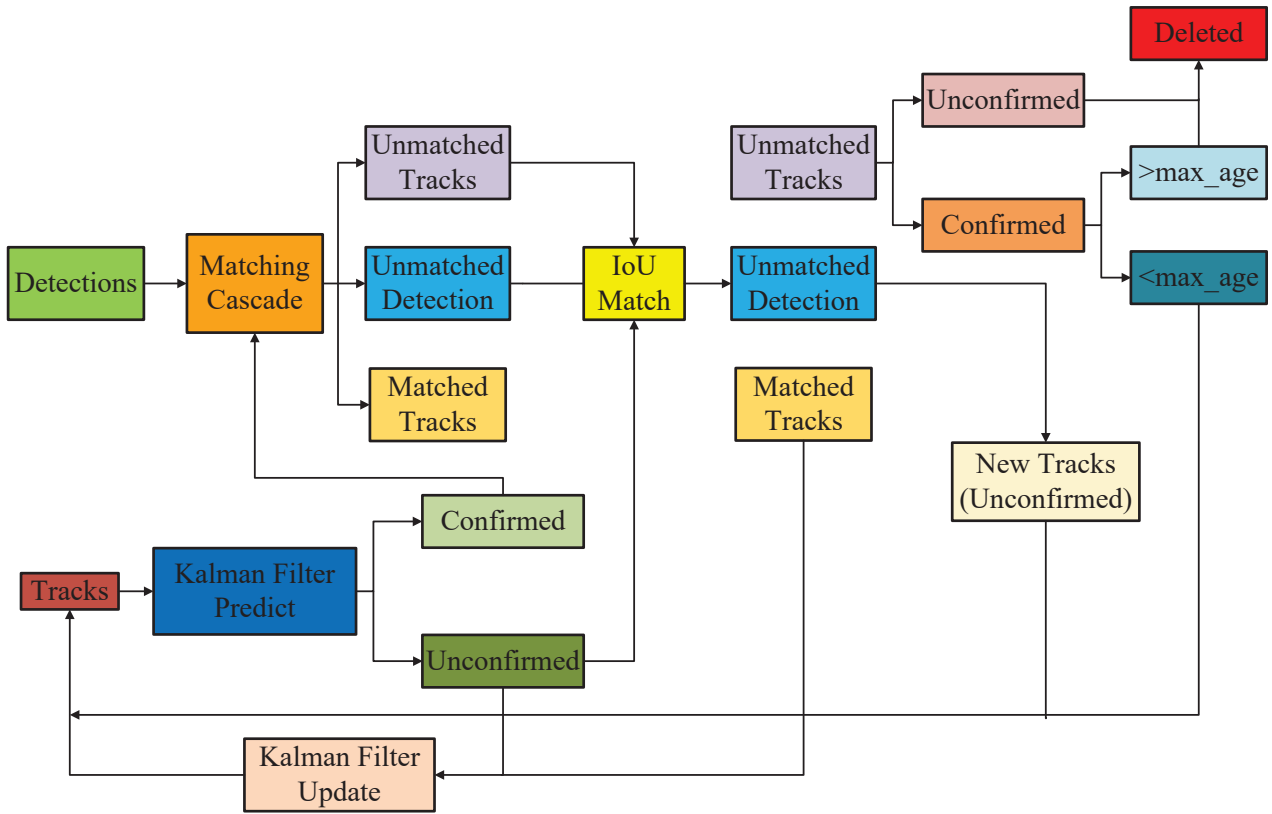 Deleted
Unconfirmed
Unmatched
Tracks
Unmatched
Tracks
>max_age
Confirmed
Detections
Matching
Cascade
Unmatched
Detection
IoU
Match
Unmatched
Detection
<max_age
Matched
Tracks
Matched
Tracks
New Tracks
(Unconfirmed)
Confirmed
Tracks
Kalman Filter
Predict
Unconfirmed
Kalman Filter
Update